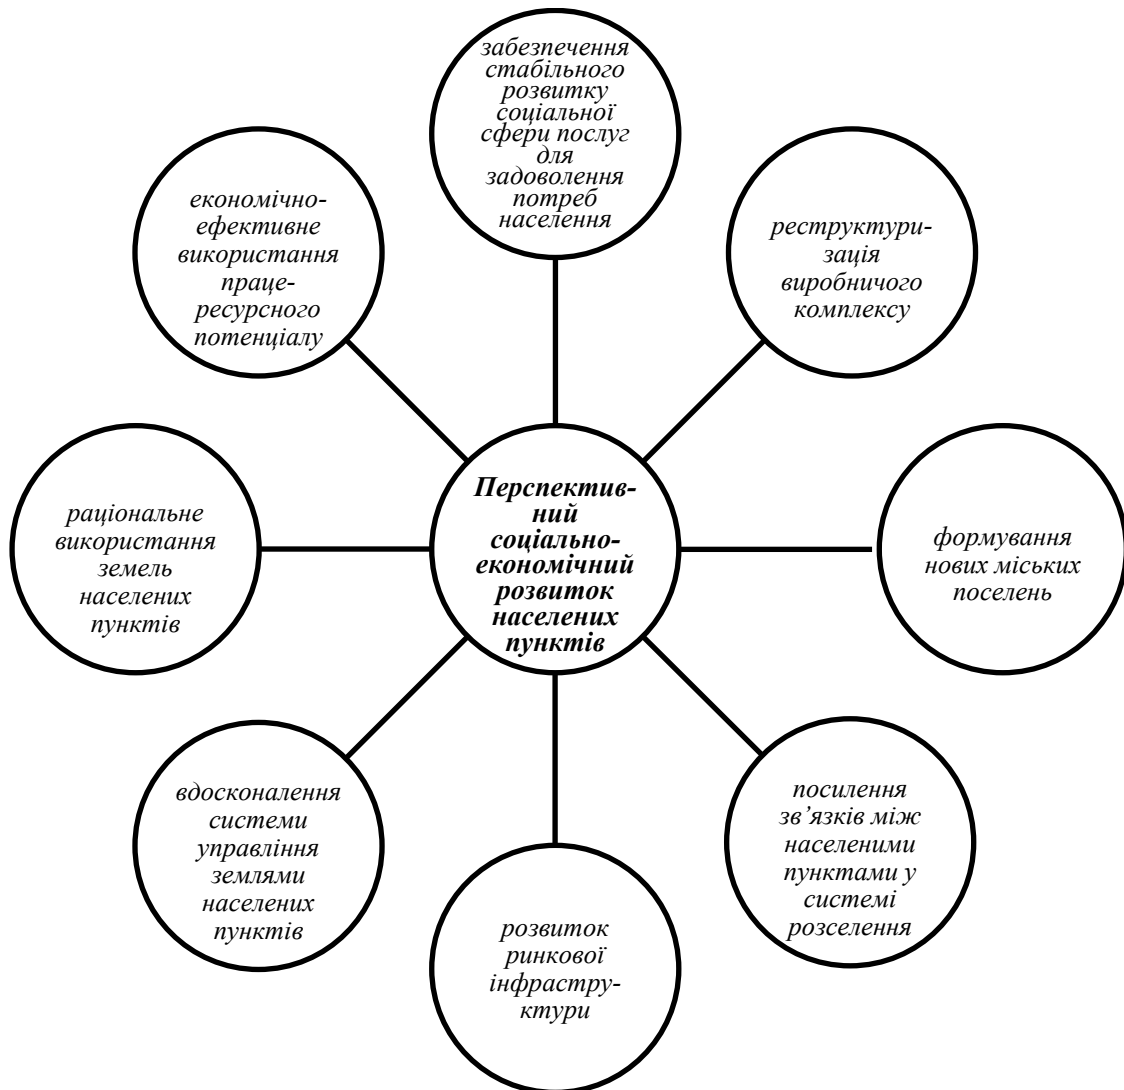 забезпечення
стабільного
розвитку
соціальної
сфери послуг
для
задоволення
потреб
населення
економічно-
ефективне
використання
праце-
ресурсного
потенціалу
реструктури-
зація
виробничого
комплексу
раціональне
використання
земель
населених
пунктів
Перспектив-
ний
соціально-
економічний
розвиток
населених
пунктів
формування
нових міських
поселень
вдосконалення
системи
управління
землями
населених
пунктів
посилення
зв’язків між
населеними
пунктами у
системі
розселення
розвиток
ринкової
інфрастру-
ктури